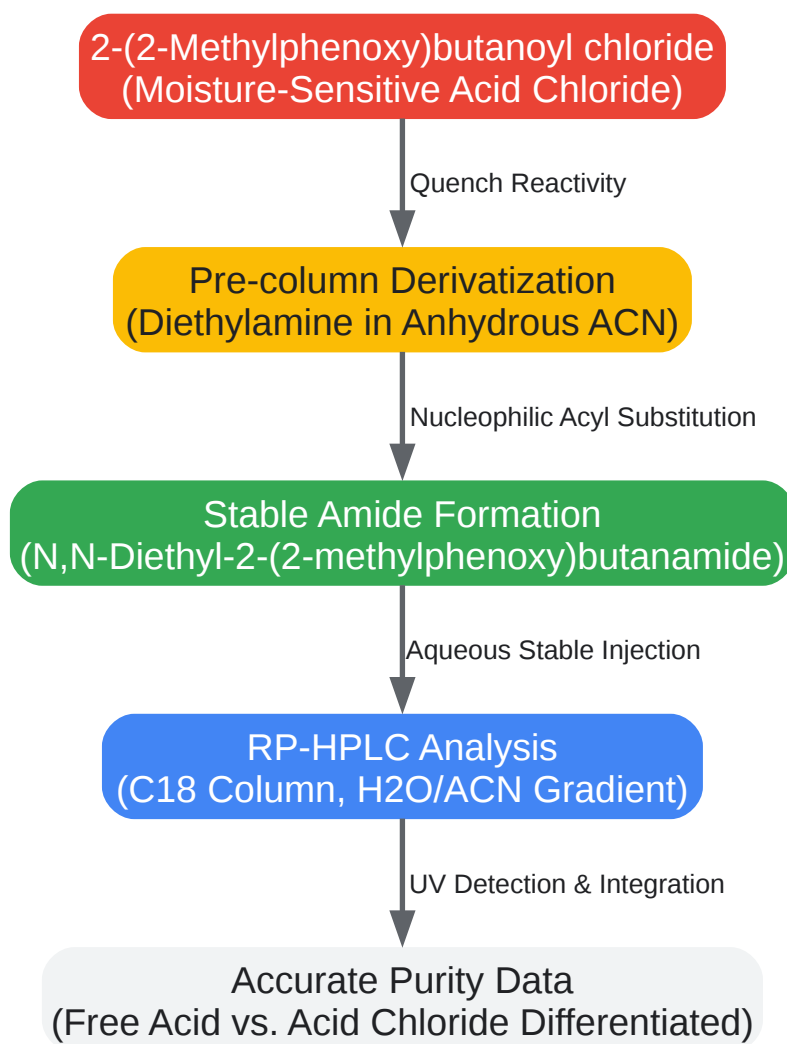 2-(2-Methylphenoxy)butanoyl chloride
(Moisture-Sensitive Acid Chloride)
Quench Reactivity
Pre-column Derivatization
(Diethylamine in Anhydrous ACN)
Nucleophilic Acyl Substitution
Stable Amide Formation
(N,N-Diethyl-2-(2-methylphenoxy)butanamide)
Aqueous Stable Injection
RP-HPLC Analysis
(C18 Column, H2O/ACN Gradient)
UV Detection & Integration
Accurate Purity Data
(Free Acid vs. Acid Chloride Differentiated)